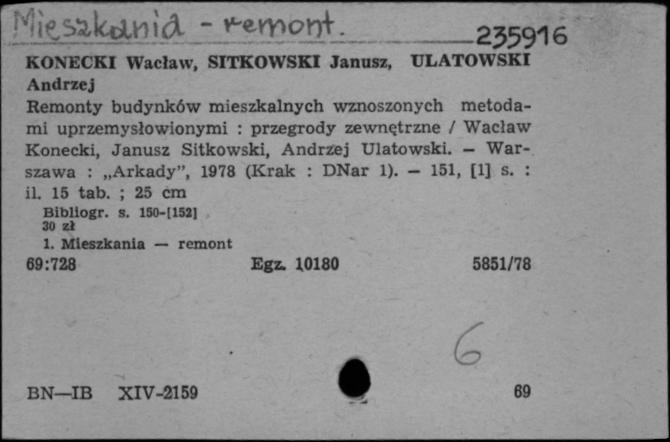 Mieszkania - remont.
235916
KONECKI Wacław, SITKOWSKI Janusz, ULATOWSKI
Andrzej
Remonty budynków mieszkalnych wznoszonych metoda-
mi uprzemysłowionymi : przegrody zewnętrzne / Wacław
Konecki, Janusz Sitkowski, Andrzej Ulatowski. — War-
szawa : „Arkady”, 1978 (Krak : DNar 1). — 151, [1] s. :
il. 15 tab. ; 25 cm
Bibliogr. s. 150-[152]
30 zł
1. Mieszkania — remont
69:728 Egz. 10180 5851/78
6
BN—IB XIV-2159 69